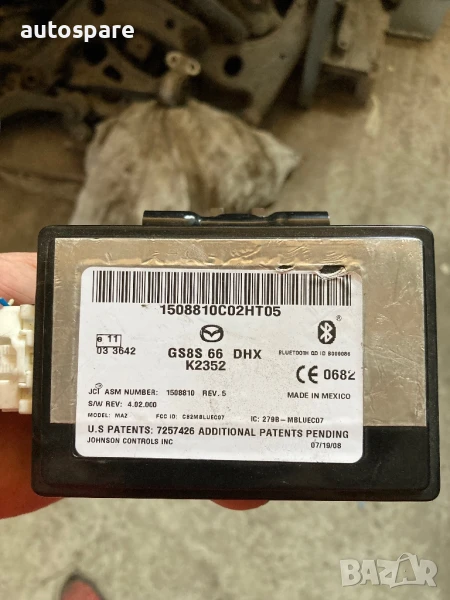 autospare
1508810C02HT05
e 11
03 3642
GS8S 66 DHX
K2352
BLUETOOTH QD ID
CE 0682
JCI ASM NUMBER: 1508810 REV. 5
MADE IN MEXICO
S/W REV: 4.02.000
MODEL: MA2 FCC ID: CB2MBLUEC07 IC: 279B-MBLUEC07
U.S PATENTS: 7257426 ADDITIONAL PATENTS PENDING
JOHNSON CONTROLS INC 07/19/08
BAZAR